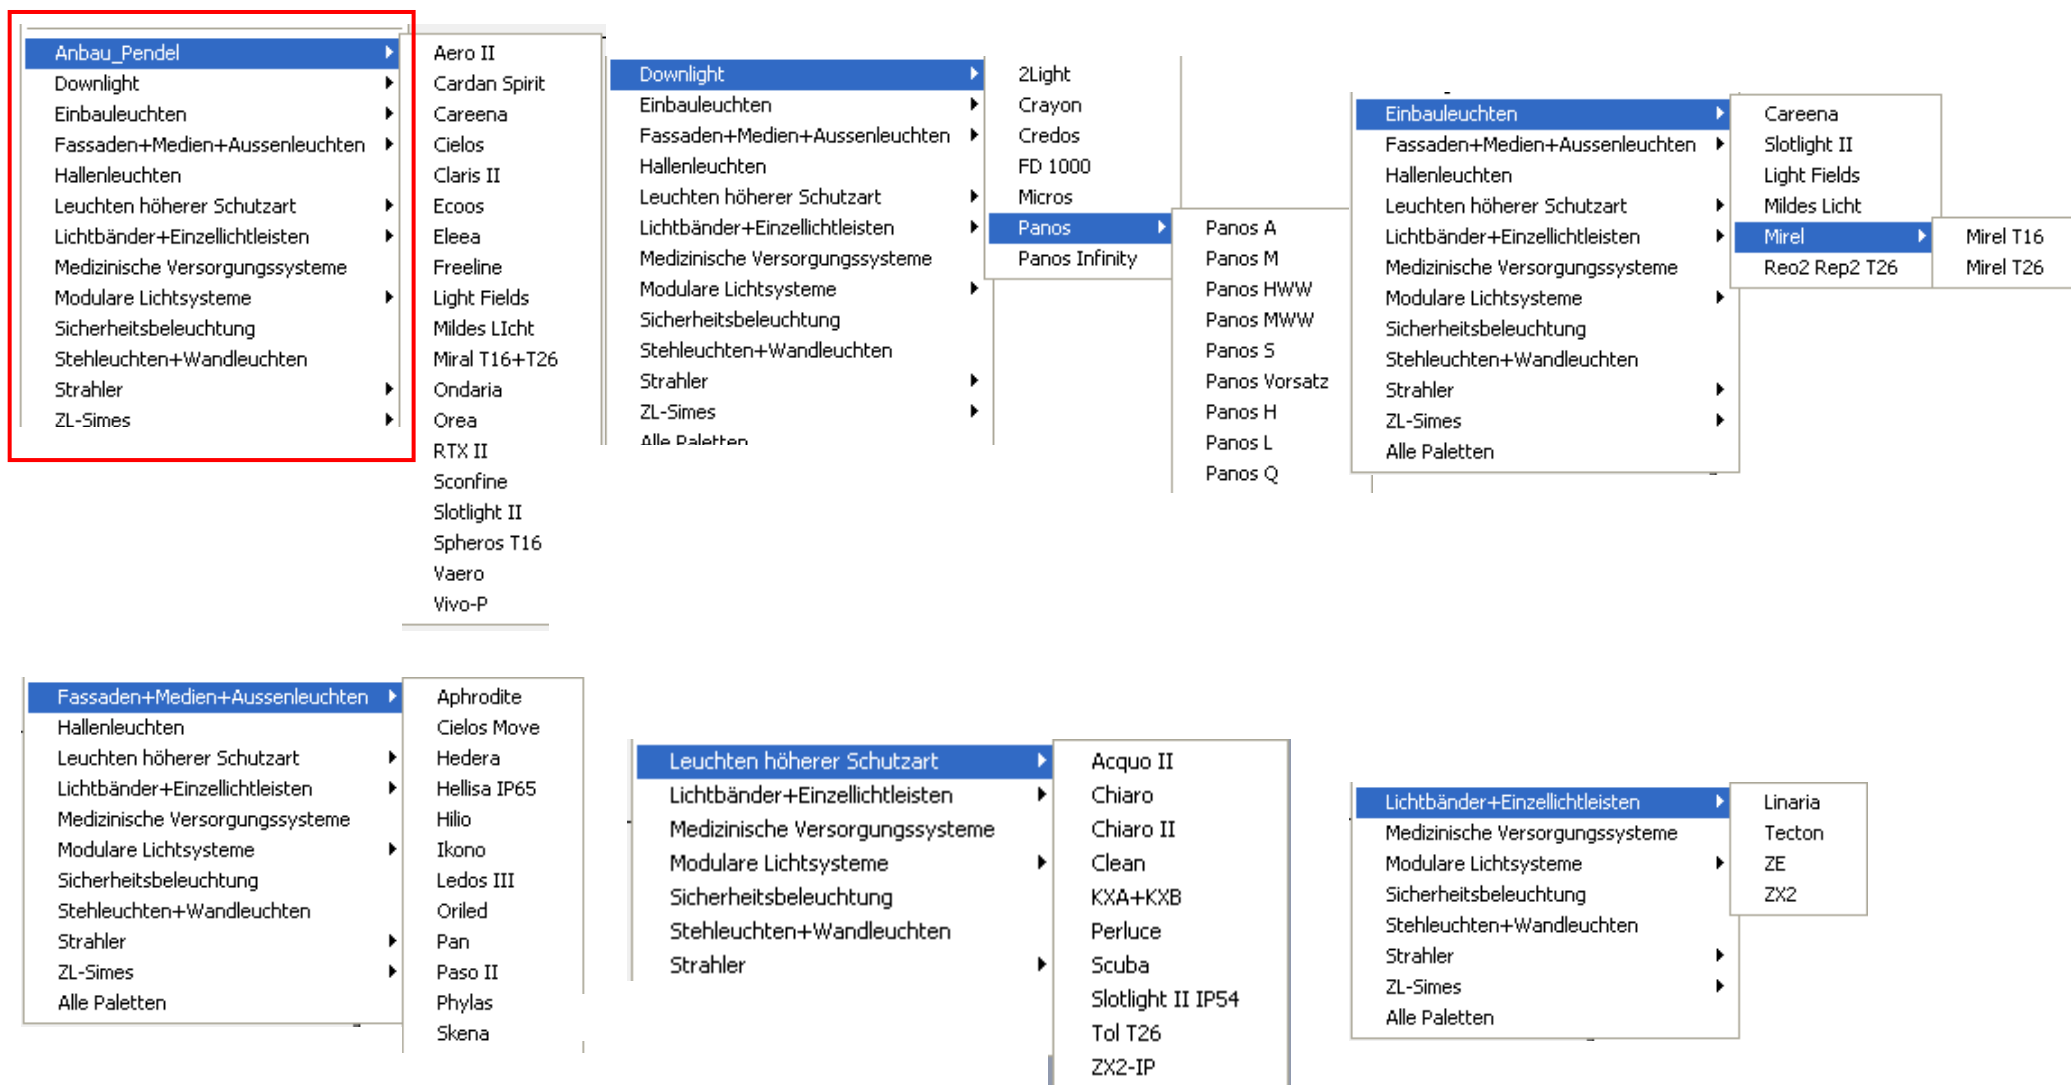 Anbau_Pendel
Downlight
Einbauleuchten
Fassaden+Medien+Aussenleuchten
Hallenleuchten
Leuchten höherer Schutzart
Lichtbänder+Einzellichtleisten
Medizinische Versorgungssysteme
Modulare Lichtsysteme
Sicherheitsbeleuchtung
Stehleuchten+Wandleuchten
Strahler
ZL-Simes
Aero II
Cardan Spirit
Careena
Cielos
Claris II
Ecoos
Eleea
Freeline
Light Fields
Mildes LIcht
Miral T16+T26
Ondaria
Orea
RTX II
Sconfine
Slotlight II
Spheros T16
Vaero
Vivo-P
Downlight
Einbauleuchten
Fassaden+Medien+Aussenleuchten
Hallenleuchten
Leuchten höherer Schutzart
Lichtbänder+Einzellichtleisten
Medizinische Versorgungssysteme
Modulare Lichtsysteme
Sicherheitsbeleuchtung
Stehleuchten+Wandleuchten
Strahler
ZL-Simes
Alle Paletten
2Light
Crayon
Credos
FD 1000
Micros
Panos
Panos Infinity
Panos A
Panos M
Panos HWW
Panos MWW
Panos S
Panos Vorsatz
Panos H
Panos L
Panos Q
Einbauleuchten
Fassaden+Medien+Aussenleuchten
Hallenleuchten
Leuchten höherer Schutzart
Lichtbänder+Einzellichtleisten
Medizinische Versorgungssysteme
Modulare Lichtsysteme
Sicherheitsbeleuchtung
Stehleuchten+Wandleuchten
Strahler
ZL-Simes
Alle Paletten
Careena
Slotlight II
Light Fields
Mildes Licht
Mirel
Reo2 Rep2 T26
Mirel T16
Mirel T26
Fassaden+Medien+Aussenleuchten
Hallenleuchten
Leuchten höherer Schutzart
Lichtbänder+Einzellichtleisten
Medizinische Versorgungssysteme
Modulare Lichtsysteme
Sicherheitsbeleuchtung
Stehleuchten+Wandleuchten
Strahler
ZL-Simes
Alle Paletten
Aphrodite
Cielos Move
Hedera
Hellisa IP65
Hilio
Ikono
Ledos III
Oriled
Pan
Paso II
Phylas
Skena
Leuchten höherer Schutzart
Lichtbänder+Einzellichtleisten
Medizinische Versorgungssysteme
Modulare Lichtsysteme
Sicherheitsbeleuchtung
Stehleuchten+Wandleuchten
Strahler
Acquo II
Chiaro
Chiaro II
Clean
KXA+KXB
Perluce
Scuba
Slotlight II IP54
Tol T26
ZX2-IP
Lichtbänder+Einzellichtleisten
Medizinische Versorgungssysteme
Modulare Lichtsysteme
Sicherheitsbeleuchtung
Stehleuchten+Wandleuchten
Strahler
ZL-Simes
Alle Paletten
Linaria
Tecton
ZE
ZX2